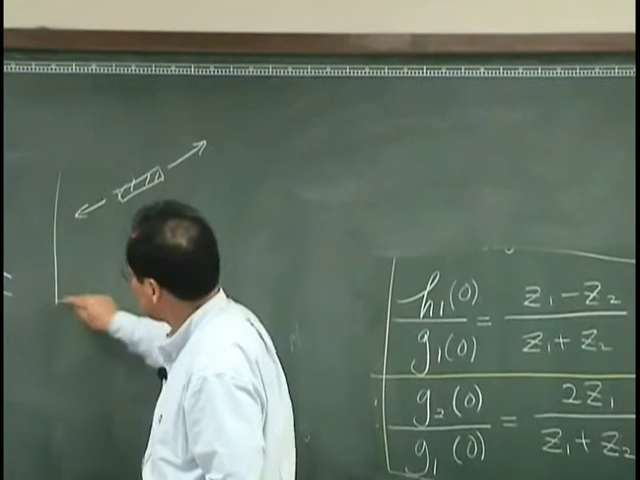 h₁(0)/g₁(0) = z₁ − z₂/z₁ + z₂
g₂(0)/g₁(0) = 2z₁/z₁ + z₂